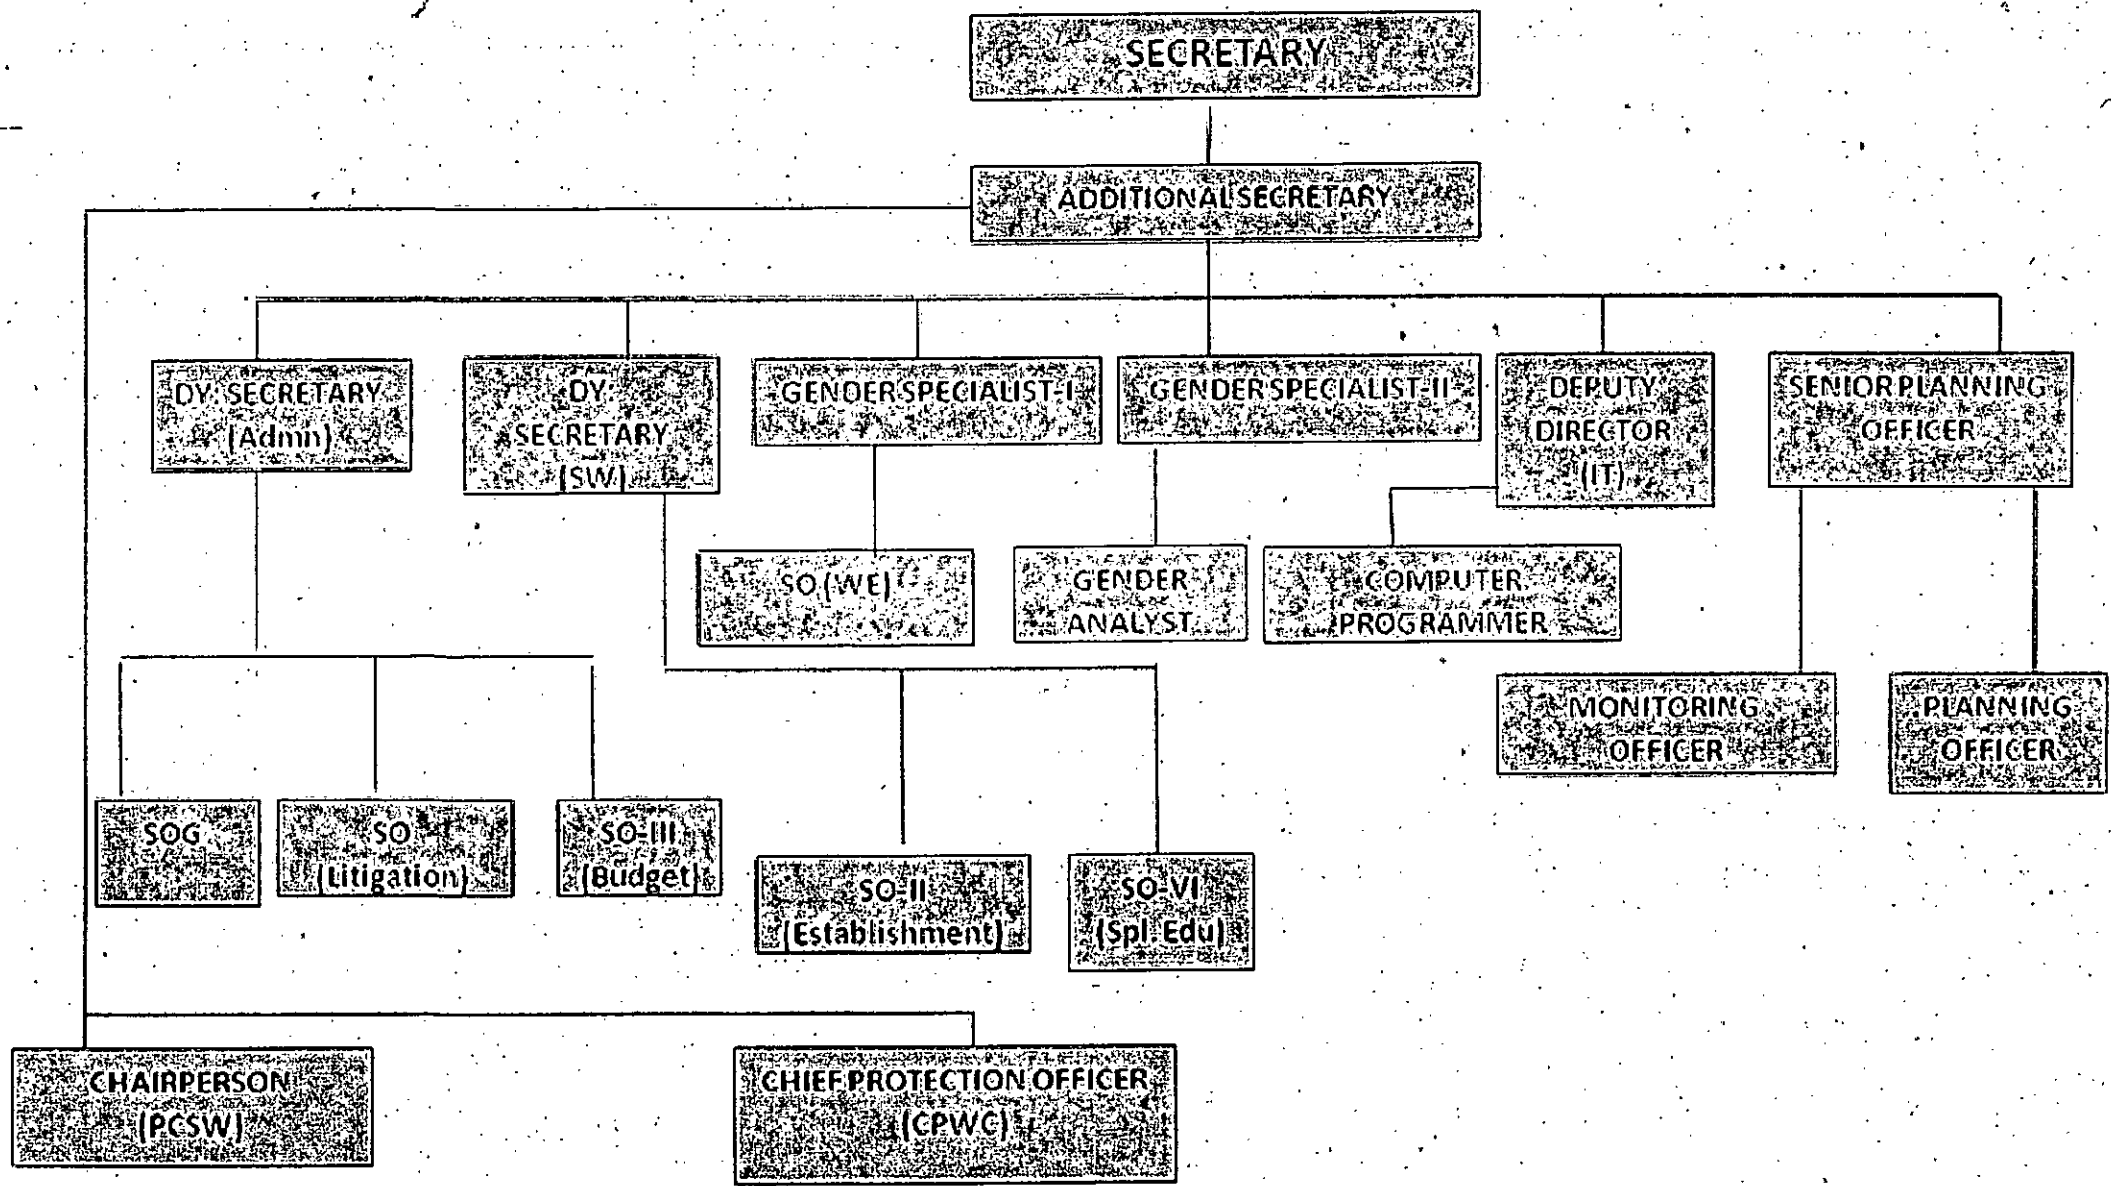 SECRETARY
ADDITIONAL SECRETARY
DY: SECRETARY
(Admn)
DY:
SECRETARY
(SW)
GENDER SPECIALIST-I
GENDER SPECIALIST-II
DEPUTY
DIRECTOR
(IT)
SENIOR PLANNING
OFFICER
SO (WE)
GENDER
ANALYST
COMPUTER
PROGRAMMER
MONITORING
OFFICER
PLANNING
OFFICER
SOG
SO
(Litigation)
SO-III
(Budget)
SO-II
(Establishment)
SO-VI
(Spl. Edu)
CHAIRPERSON
(PCSW)
CHIEF PROTECTION OFFICER
(CPWC)